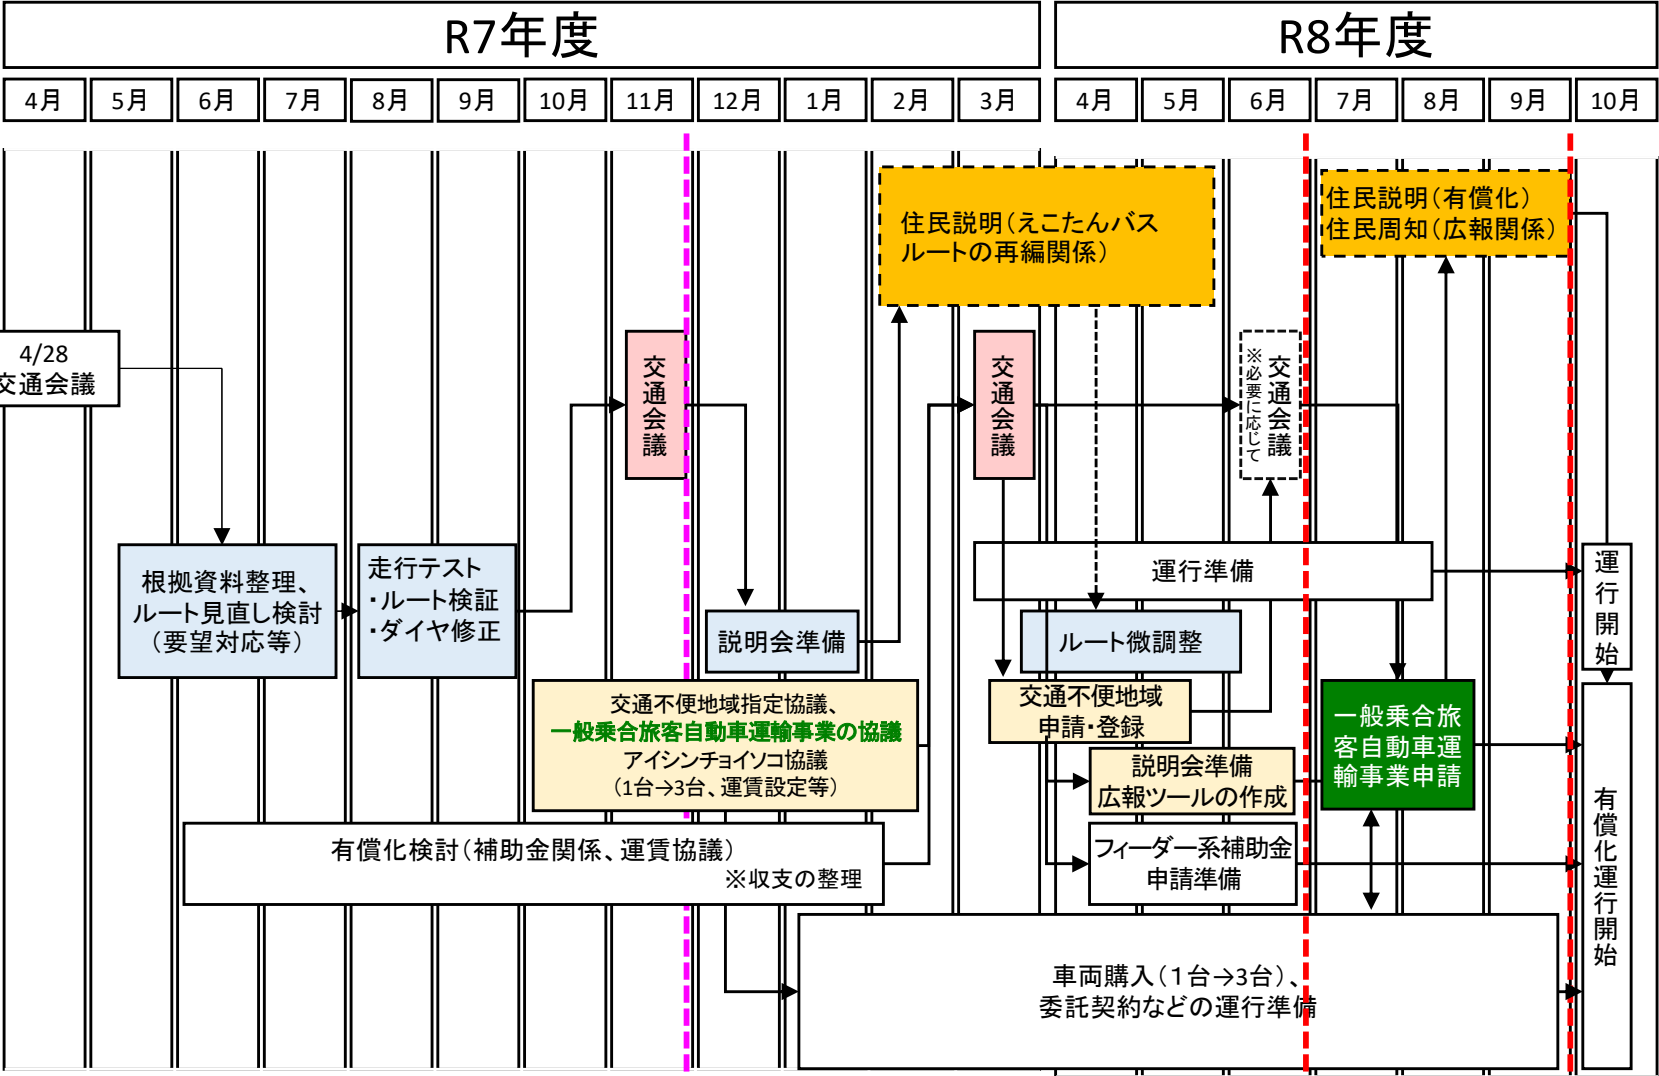 R7年度
R8年度
4月
5月
6月
7月
8月
9月
10月
11月
12月
1月
2月
3月
4月
5月
6月
7月
8月
9月
10月
住民説明(えこたんバス
ルートの再編関係)
住民説明(有償化)
住民周知(広報関係)
4/28
交通会議
交通会議
交通会議
交通会議
※必要に応じて
根拠資料整理、
ルート見直し検討
(要望対応等)
走行テスト
・ルート検証
・ダイヤ修正
説明会準備
運行準備
ルート微調整
運行開始
交通不便地域指定協議、
一般乗合旅客自動車運輸事業の協議
アイシンチョイソコ協議
(1台→3台、運賃設定等)
交通不便地域
申請・登録
説明会準備
広報ツールの作成
一般乗合旅
客自動車運
輸事業申請
有償化検討(補助金関係、運賃協議)
※収支の整理
フィーダー系補助金
申請準備
有償化運行開始
車両購入(1台→3台)、
委託契約などの運行準備